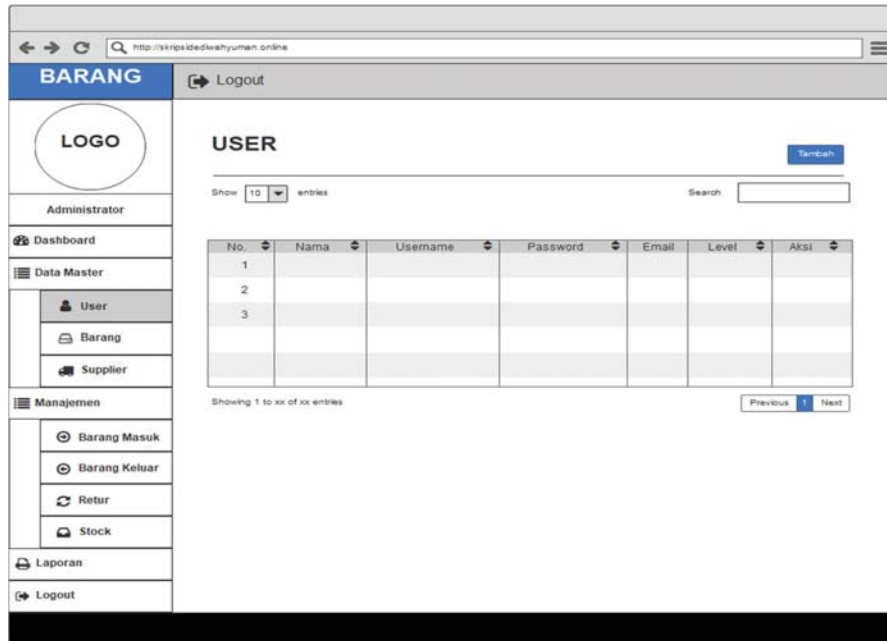 http://skripsidediwahyuman.online
BARANG
Logout
LOGO
Administrator
Dashboard
Data Master
User
Barang
Supplier
Manajemen
Barang Masuk
Barang Keluar
Retur
Stock
Laporan
Logout
USER
Tambah
Show 10 entries Search
No. Nama Username Password Email Level Aksi
1
2
3
Showing 1 to xx of xx entries Previous 1 Next